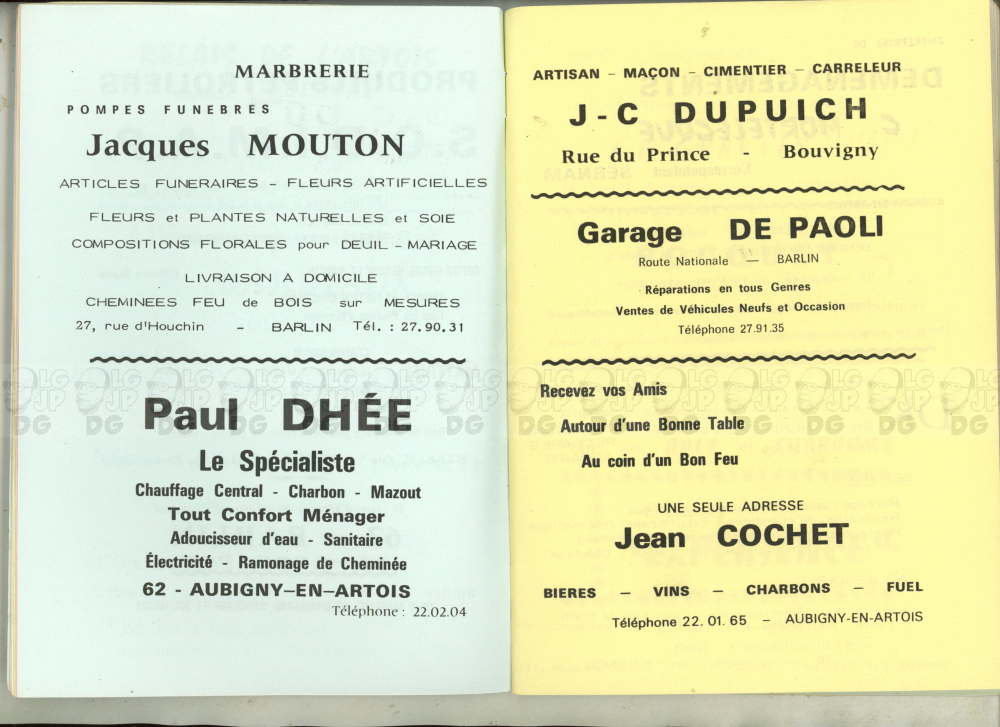 MARBRERIE
POMPES FUNEBRES
Jacques MOUTON
ARTICLES FUNERAIRES - FLEURS ARTIFICIELLES
FLEURS et PLANTES NATURELLES et SOIE
COMPOSITIONS FLORALES pour DEUIL - MARIAGE
LIVRAISON A DOMICILE
CHEMINEES FEU de BOIS sur MESURES
27, rue d'Houchin - BARLIN Tél. : 27.90.31
Paul DHÉE
Le Spécialiste
Chauffage Central - Charbon - Mazout
Tout Confort Ménager
Adoucisseur d'eau - Sanitaire
Électricité - Ramonage de Cheminée
62 - AUBIGNY-EN-ARTOIS
Téléphone : 22.02.04
ARTISAN - MAÇON - CIMENTIER - CARRELEUR
J-C DUPUICH
Rue du Prince - Bouvigny
Garage DE PAOLI
Route Nationale — BARLIN
Réparations en tous Genres
Ventes de Véhicules Neufs et Occasion
Téléphone 27.91.35
Recevez vos Amis
Autour d'une Bonne Table
Au coin d'un Bon Feu
UNE SEULE ADRESSE
Jean COCHET
BIERES — VINS — CHARBONS — FUEL
Téléphone 22.01.65 - AUBIGNY-EN-ARTOIS